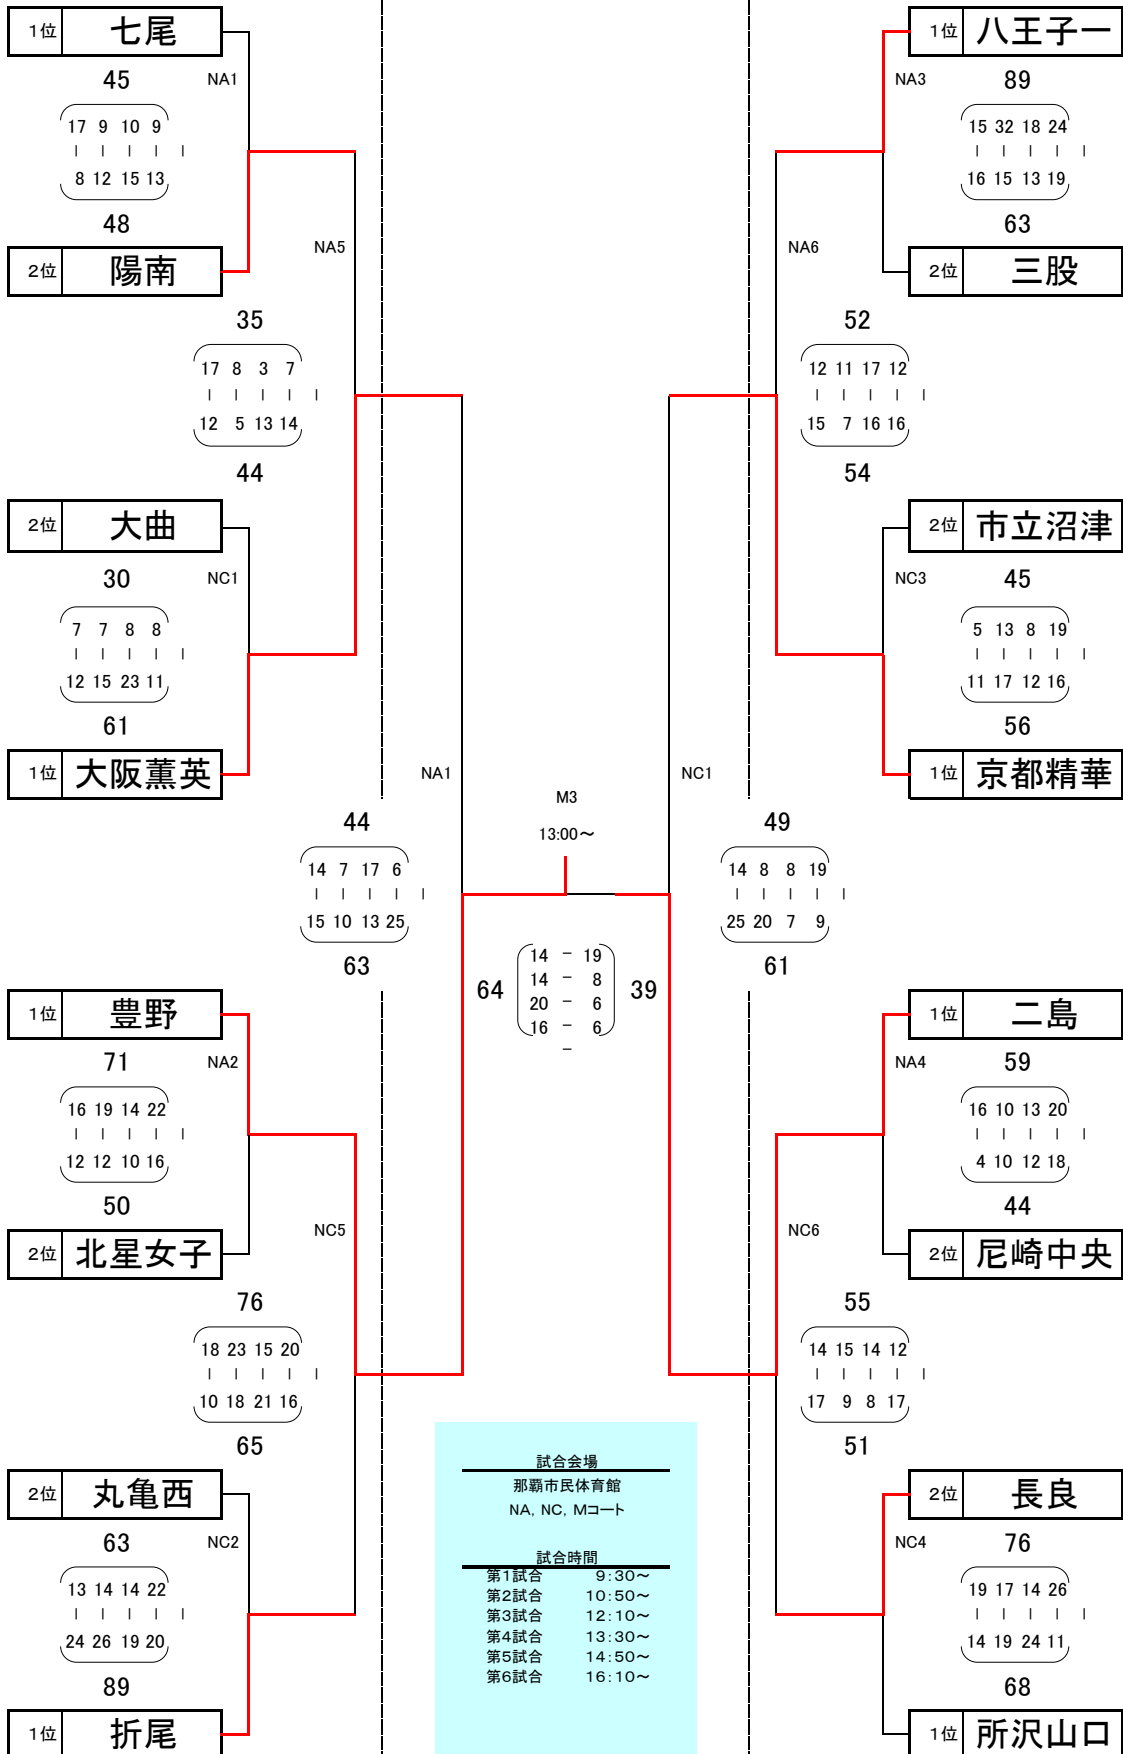 1位 七尾
45
NA1
17 9 10 9
8 12 15 13
48
2位 陽南
NA5
35
17 8 3 7
12 5 13 14
44
2位 大曲
30
NC1
7 7 8 8
12 15 23 11
61
1位 大阪薫英
NA1
44
14 7 17 6
15 10 13 25
63
1位 豊野
71
NA2
16 19 14 22
12 12 10 16
50
2位 北星女子
NC5
76
18 23 15 20
10 18 21 16
65
2位 丸亀西
63
NC2
13 14 14 22
24 26 19 20
89
1位 折尾
M3
13:00～
64
14 - 19
14 - 8
20 - 6
16 - 6
-
39
試合会場
那覇市民体育館
NA, NC, Mコート
試合時間
第1試合 9:30～
第2試合 10:50～
第3試合 12:10～
第4試合 13:30～
第5試合 14:50～
第6試合 16:10～
1位 八王子一
NA3
89
15 32 18 24
16 15 13 19
63
2位 三股
NA6
52
12 11 17 12
15 7 16 16
54
2位 市立沼津
NC3
45
5 13 8 19
11 17 12 16
56
1位 京都精華
NC1
49
14 8 8 19
25 20 7 9
61
1位 二島
NA4
59
16 10 13 20
4 10 12 18
44
2位 尼崎中央
NC6
55
14 15 14 12
17 9 8 17
51
2位 長良
NC4
76
19 17 14 26
14 19 24 11
68
1位 所沢山口